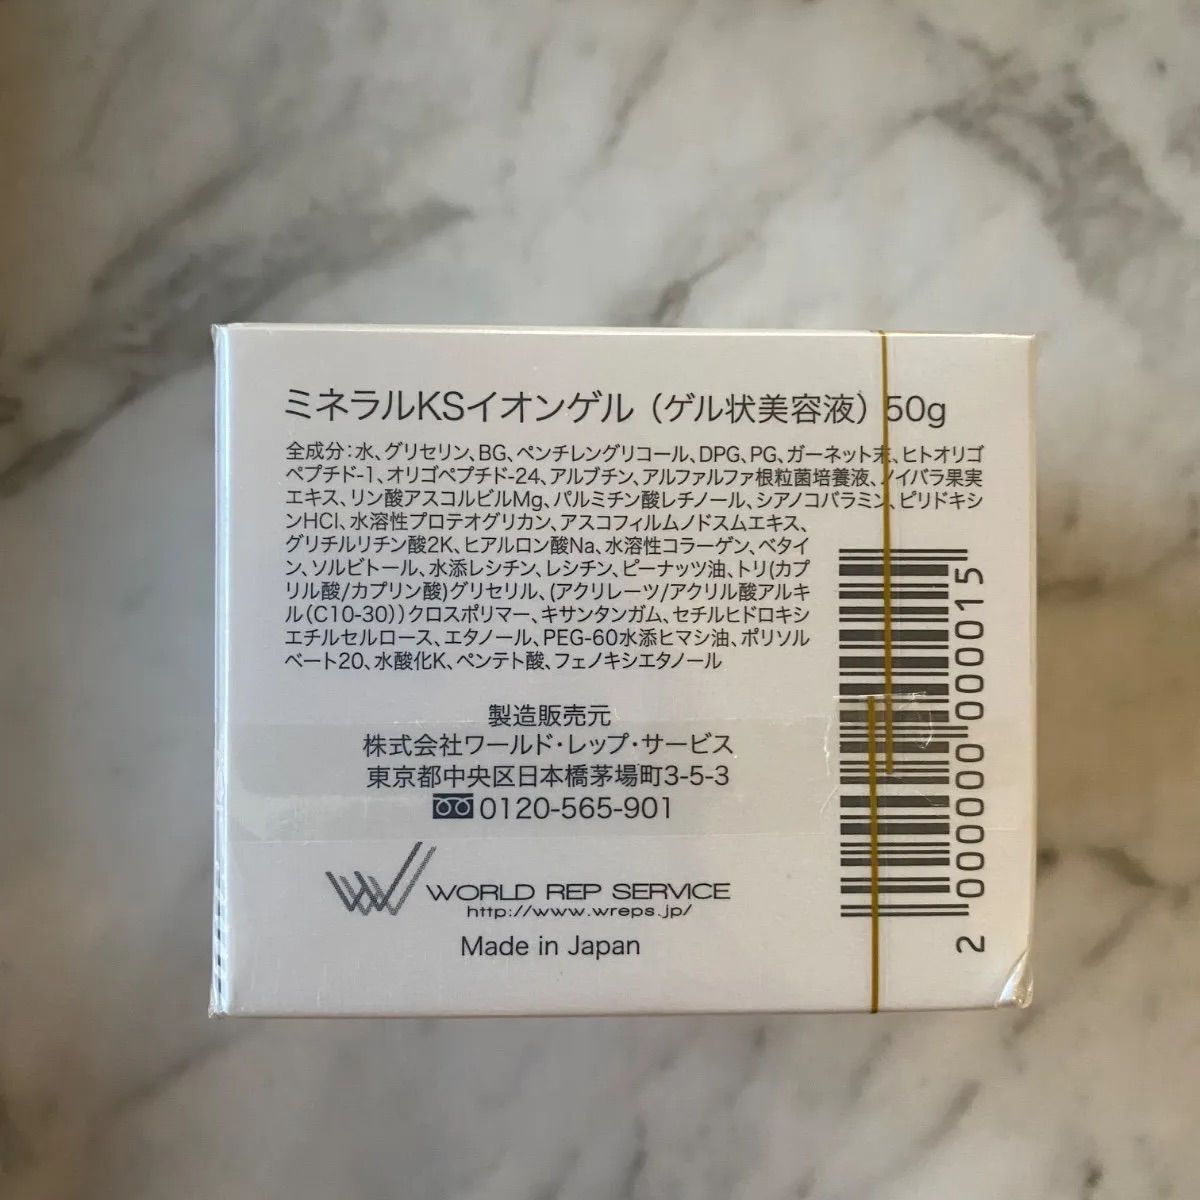 ミネラルKSイオンゲル（ゲル状美容液）50g
全成分：水、グリセリン、BG、ペンチレングリコール、DPG、PG、ガーネット末、ヒトオリゴ
ペプチド-1、オリゴペプチド-24、アルブチン、アルファルファ根粒菌培養液、ノイバラ果実
エキス、リン酸アスコルビルMg、パルミチン酸レチノール、シアノコバラミン、ピリドキシ
ンHCl、水溶性プロテオグリカン、アスコフィルムノドスムエキス、
グリチルリチン酸2K、ヒアルロン酸Na、水溶性コラーゲン、ベタイ
ン、ソルビトール、水添レシチン、レシチン、ピーナッツ油、トリ(カプ
リル酸/カプリン酸)グリセリル、(アクリレーツ/アクリル酸アルキ
ル(C10-30))クロスポリマー、キサンタンガム、セチルヒドロキシ
エチルセルロース、エタノール、PEG-60水添ヒマシ油、ポリソル
ベート20、水酸化K、ペンテト酸、フェノキシエタノール
製造販売元
株式会社ワールド・レップ・サービス
東京都中央区日本橋茅場町3-5-3
0120-565-901
WORLD REP SERVICE
http://www.wreps.jp/
Made in Japan
2 000000 000015